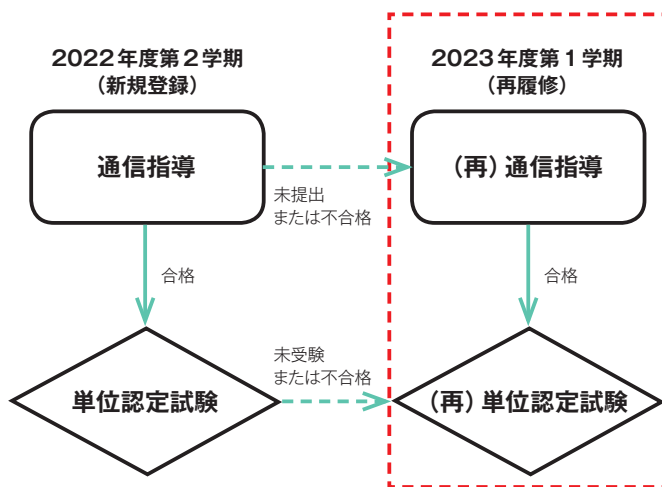 2022年度第2学期
（新規登録）
2023年度第1学期
（再履修）
通信指導
未提出
または不合格
（再）通信指導
合格
合格
単位認定試験
未受験
または不合格
（再）単位認定試験